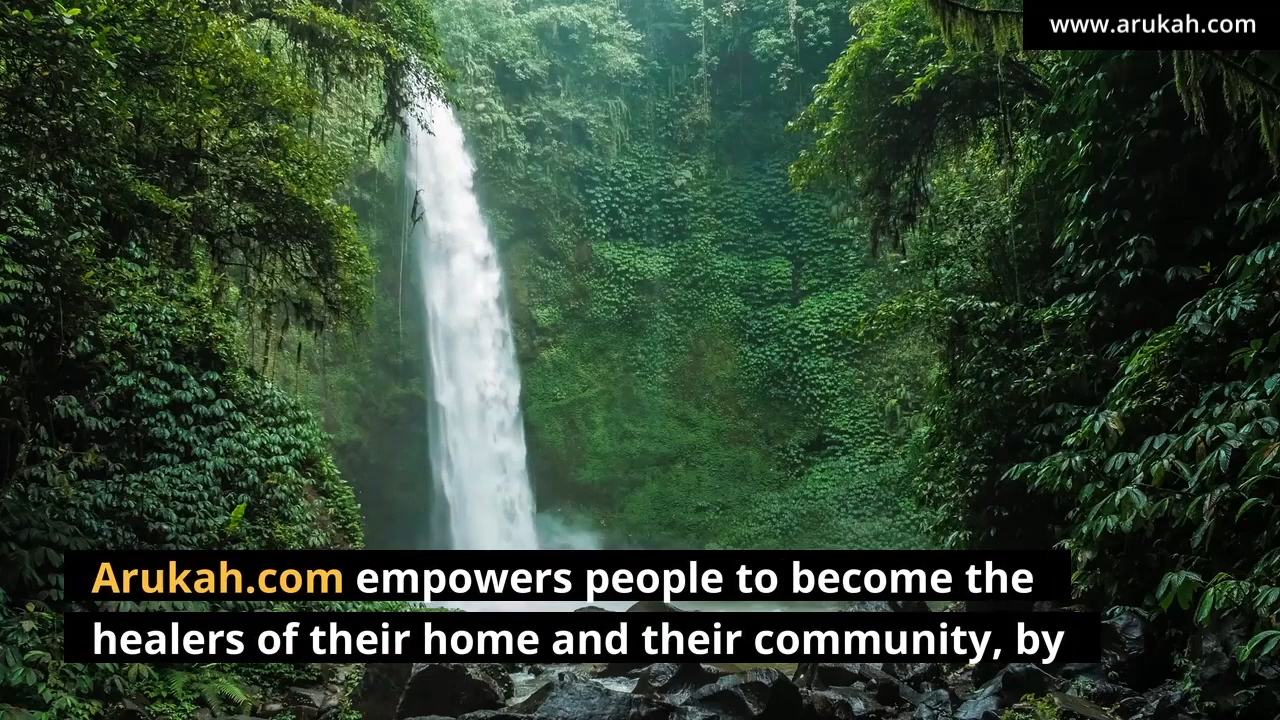 www.arukah.com
Arukah.com empowers people to become the
healers of their home and their community, by